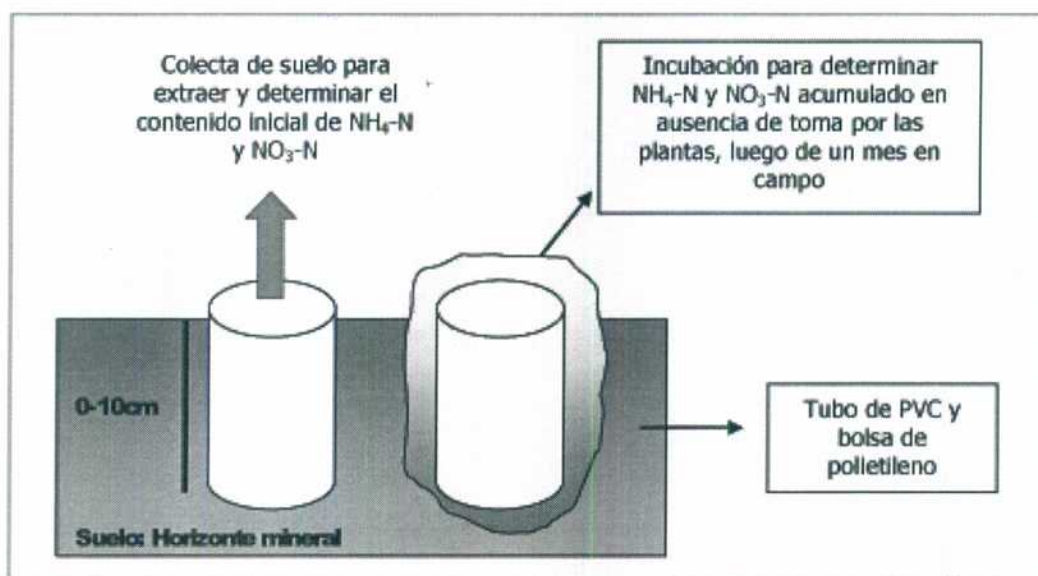 Colecta de suelo para
extraer y determinar el
contenido inicial de NH₄-N
y NO₃-N
Incubación para determinar
NH₄-N y NO₃-N acumulado en
ausencia de toma por las
plantas, luego de un mes en
campo
0-10cm
Tubo de PVC y
bolsa de
polietileno
Suelo: Horizonte mineral